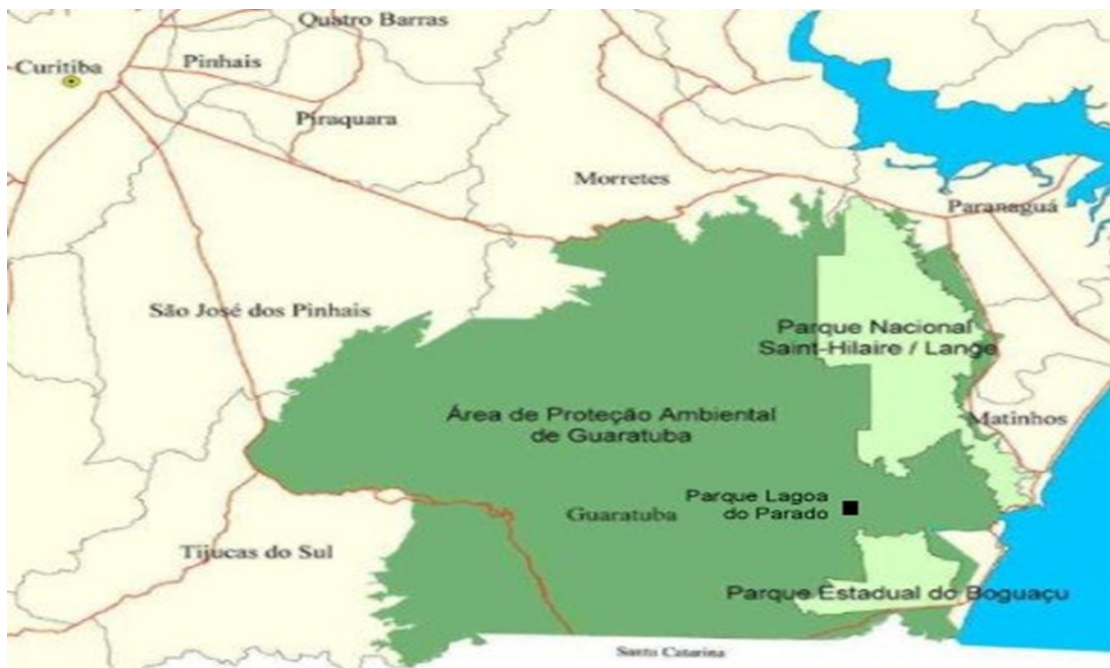 Quatro Barras
Curitiba
Pinhais
Piraquara
Morretes
Paranaguá
São José dos Pinhais
Parque Nacional
Saint-Hilaire / Lange
Área de Proteção Ambiental
de Guaratuba
Matinhos
Parque Lagoa
do Parado
Guaratuba
Tijucas do Sul
Parque Estadual do Boguaçu
Santa Catarina